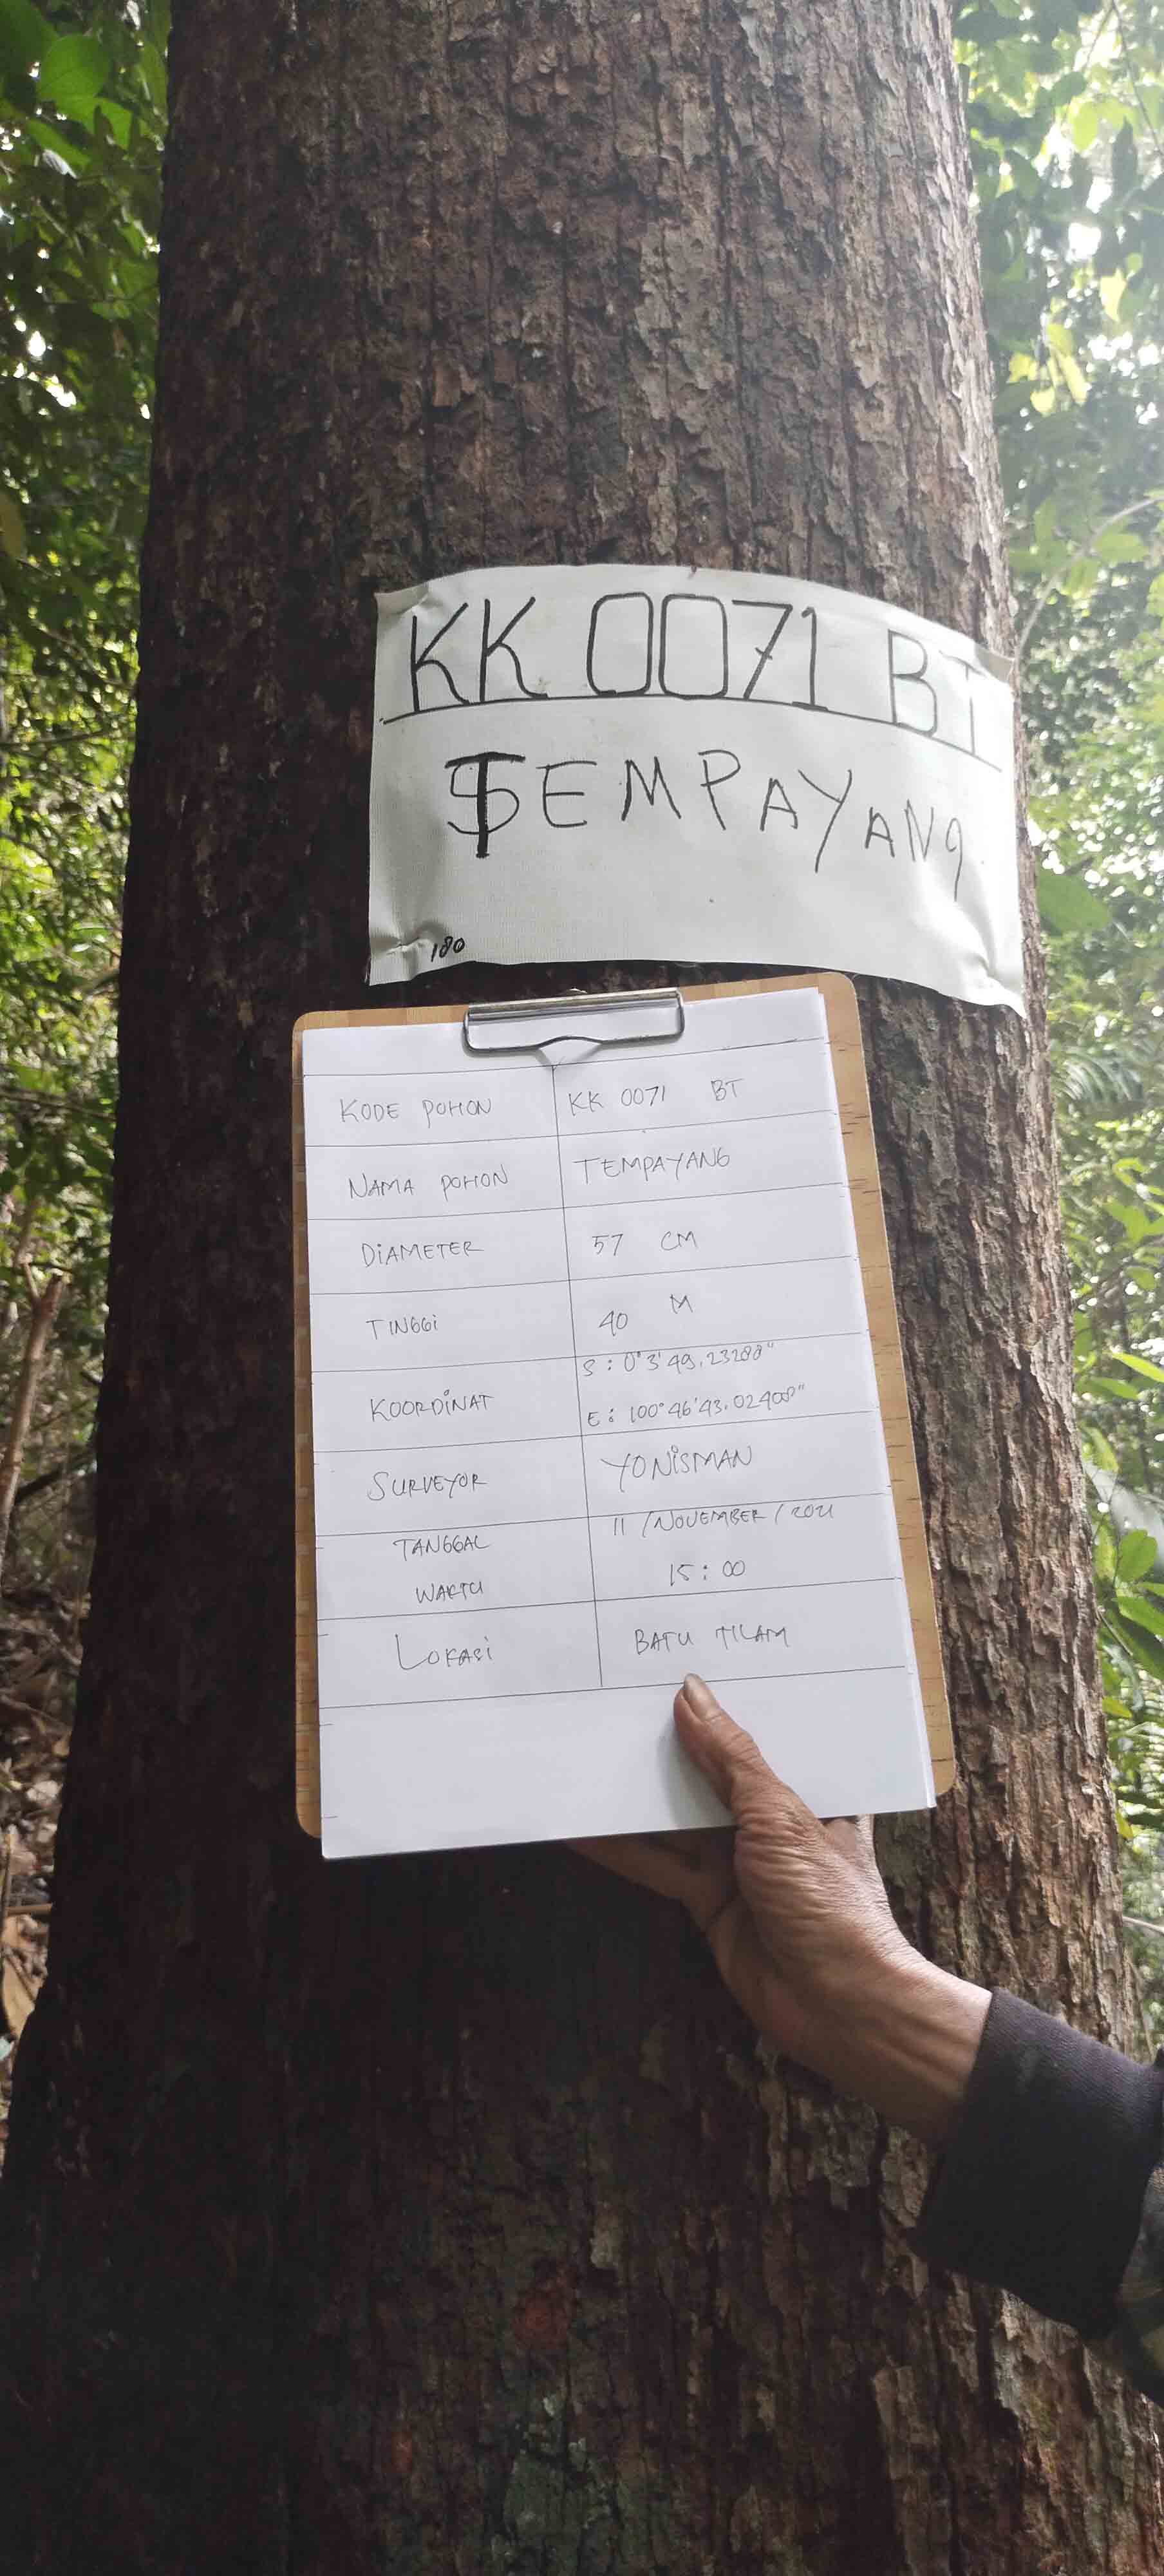 KK 0071 BT
TEMPAYANG
180
KODE POHON KK 0071 BT
NAMA POHON TEMPAYANG
DIAMETER 57 CM
TINGGI 40 M
KOORDINAT S : 0°3'49,23288"
E : 100°46'43.02400"
SURVEYOR YONISMAN
TANGGAL 11 / NOVEMBER / 2021
WAKTU 15 : 00
LOKASI BATU TILAM